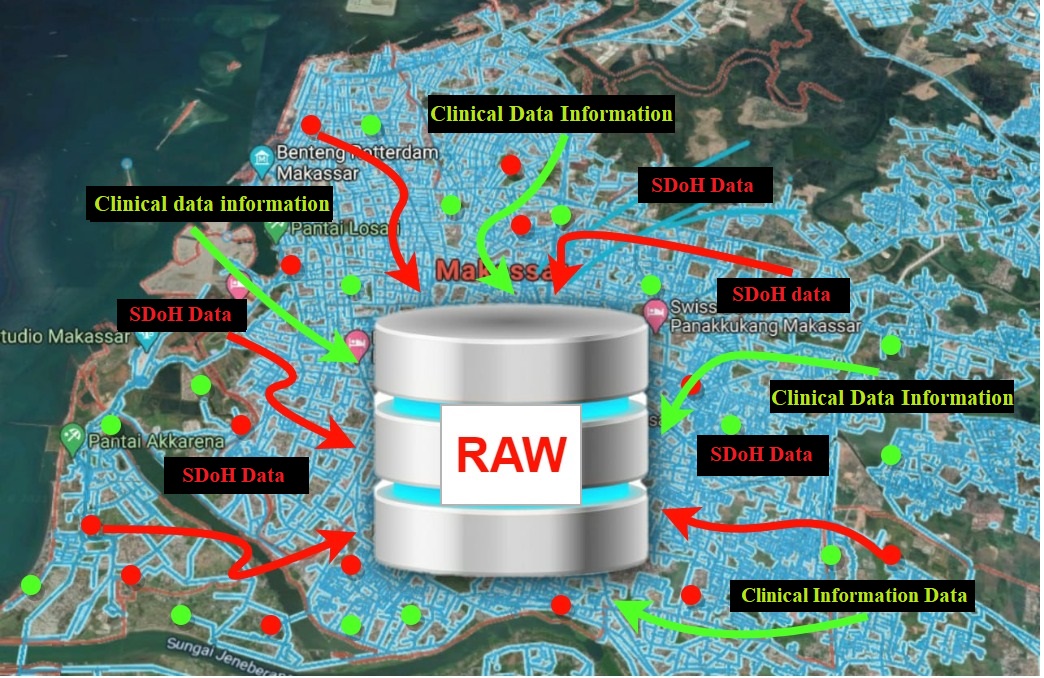 Clinical Data Information
Benteng Rotterdam
Makassar
SDoH Data
Clinical data information
Pantai Losari
Makassar
SDoH data
SDoH Data
Swiss
Panakkukang Makassar
tudio Makassar
Clinical Data Information
Pantai Akkarena
RAW
SDoH Data
SDoH Data
Clinical Information Data
Sungai Jeneberang